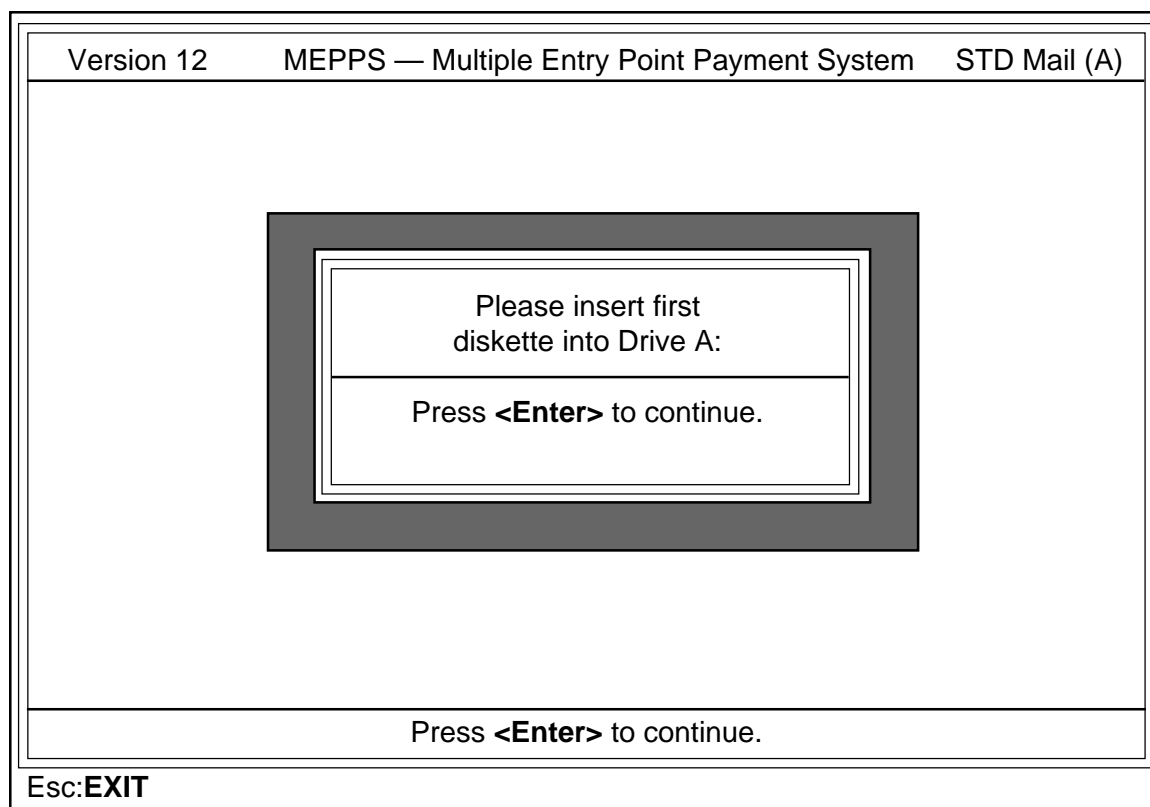 Version 12 MEPPS — Multiple Entry Point Payment System STD Mail (A)
Please insert first
diskette into Drive A:
Press <Enter> to continue.
Press <Enter> to continue.
Esc:EXIT